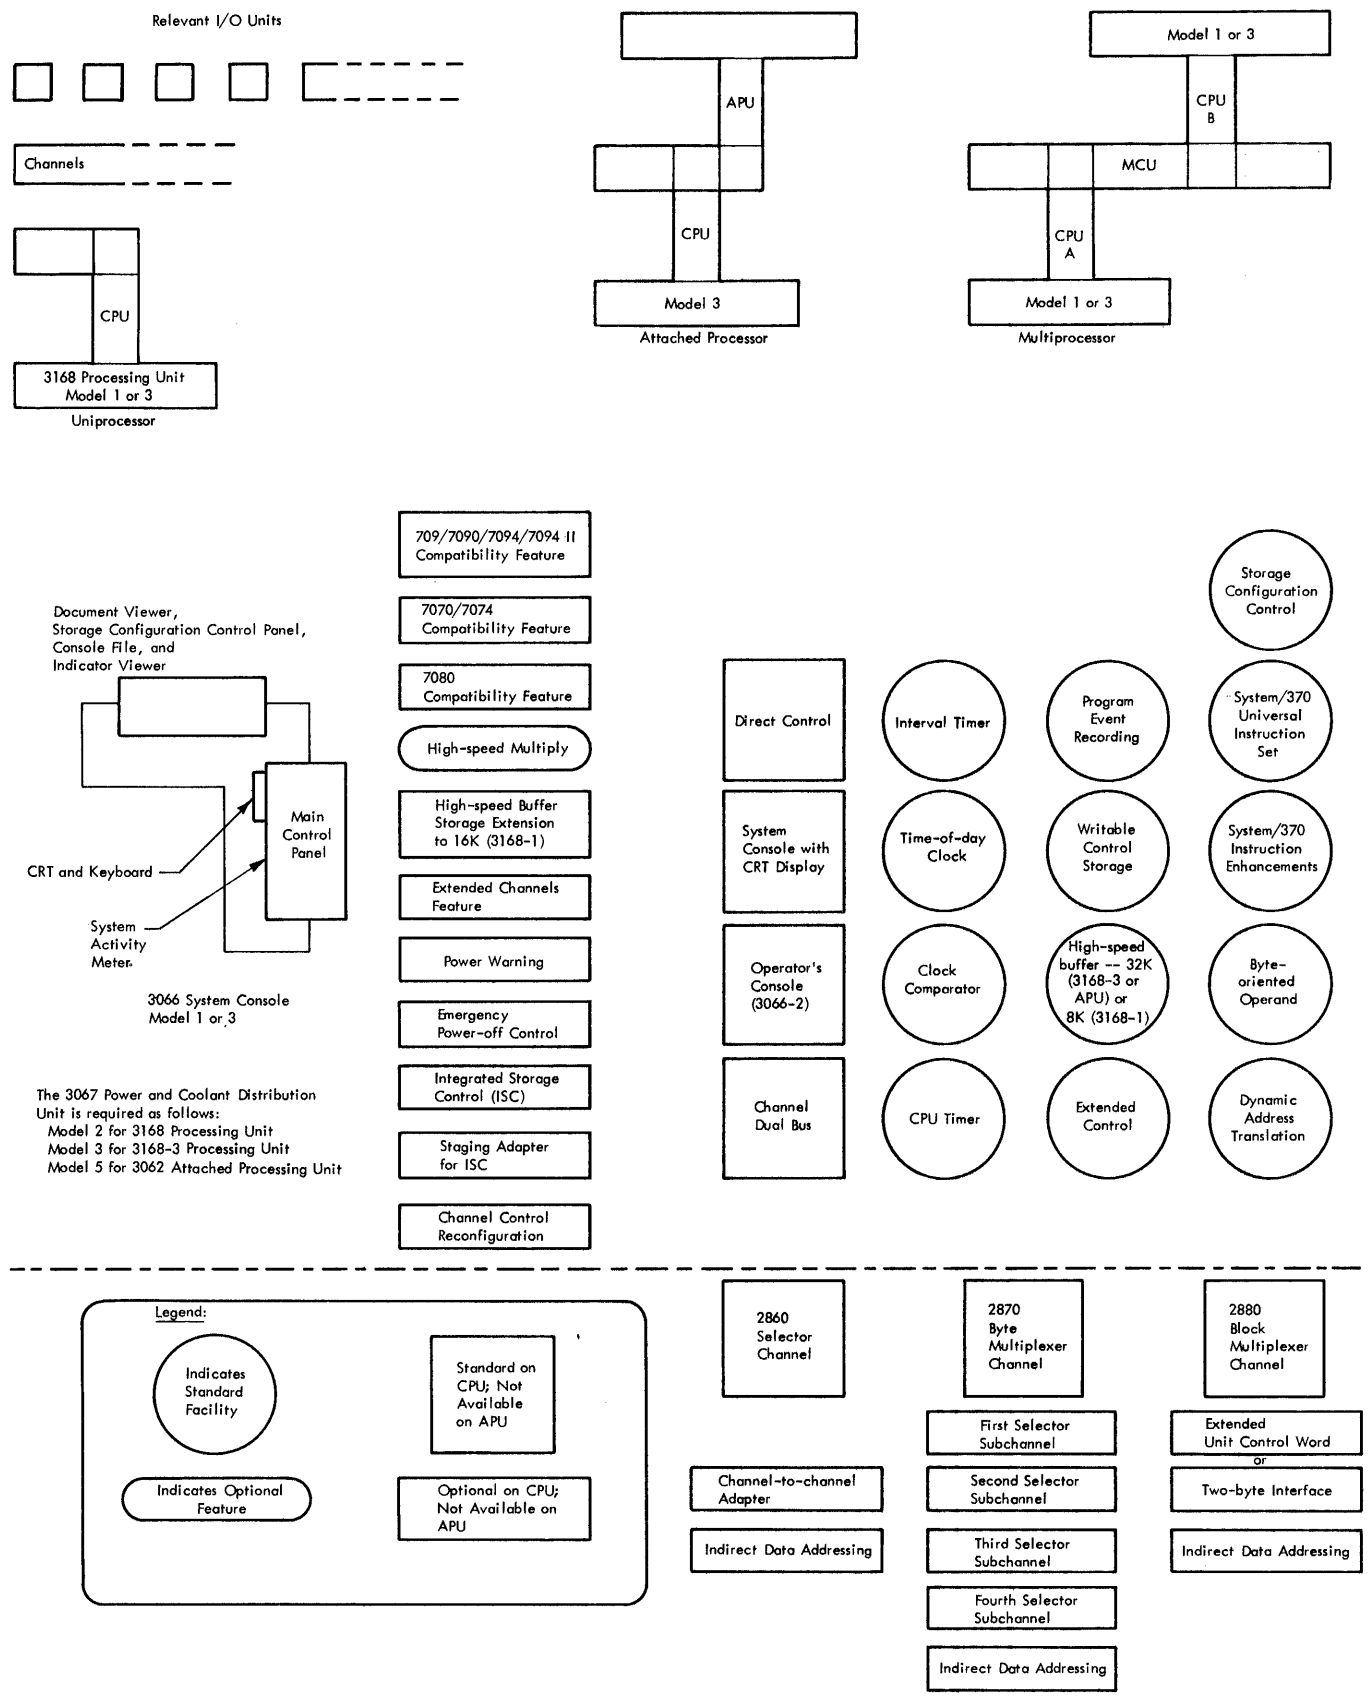 Relevant I/O Units
Channels
CPU
3168 Processing Unit
Model 1 or 3
Uniprocessor
APU
CPU
Model 3
Attached Processor
Model 1 or 3
CPU
B
MCU
CPU
A
Model 1 or 3
Multiprocessor
Document Viewer,
Storage Configuration Control Panel,
Console File, and
Indicator Viewer
Main
Control
Panel
CRT and Keyboard
System
Activity
Meter
3066 System Console
Model 1 or 3
The 3067 Power and Coolant Distribution
Unit is required as follows:
Model 2 for 3168 Processing Unit
Model 3 for 3168-3 Processing Unit
Model 5 for 3062 Attached Processing Unit
709/7090/7094/7094 II
Compatibility Feature
7070/7074
Compatibility Feature
7080
Compatibility Feature
High-speed Multiply
High-speed Buffer
Storage Extension
to 16K (3168-1)
Extended Channels
Feature
Power Warning
Emergency
Power-off Control
Integrated Storage
Control (ISC)
Staging Adapter
for ISC
Channel Control
Reconfiguration
Storage
Configuration
Control
Direct Control
Interval Timer
Program
Event
Recording
System/370
Universal
Instruction
Set
System
Console with
CRT Display
Time-of-day
Clock
Writable
Control
Storage
System/370
Instruction
Enhancements
Operator's
Console
(3066-2)
Clock
Comparator
High-speed
buffer -- 32K
(3168-3 or
APU) or
8K (3168-1)
Byte-
oriented
Operand
Channel
Dual Bus
CPU Timer
Extended
Control
Dynamic
Address
Translation
Legend:
Indicates
Standard
Facility
Standard on
CPU; Not
Available
on APU
Indicates Optional
Feature
Optional on CPU;
Not Available on
APU
2860
Selector
Channel
Channel-to-channel
Adapter
Indirect Data Addressing
2870
Byte
Multiplexer
Channel
First Selector
Subchannel
Second Selector
Subchannel
Third Selector
Subchannel
Fourth Selector
Subchannel
Indirect Data Addressing
2880
Block
Multiplexer
Channel
Extended
Unit Control Word
or
Two-byte Interface
Indirect Data Addressing